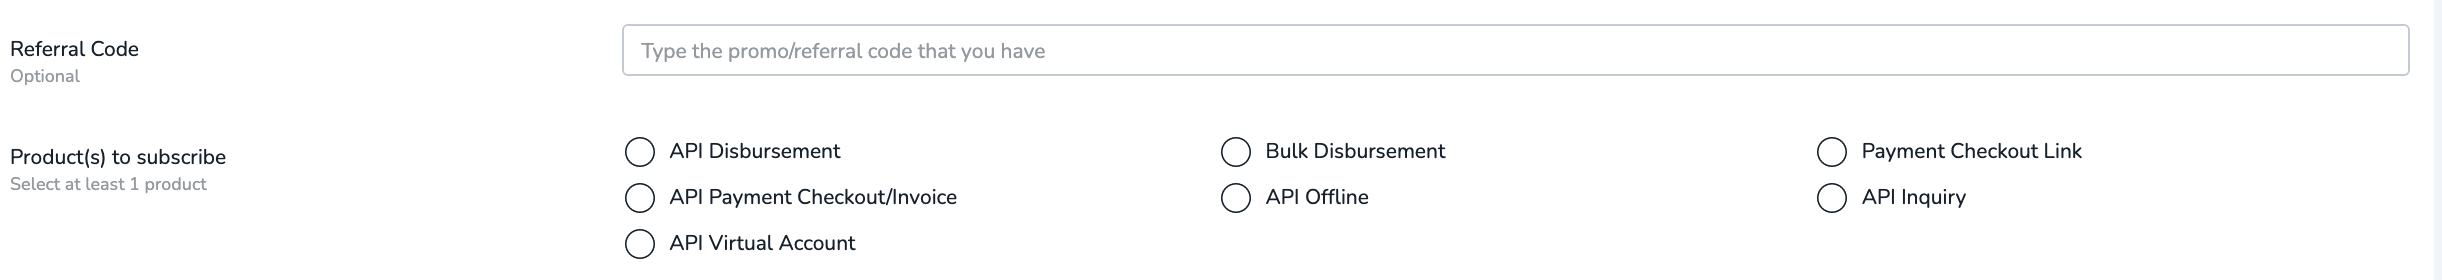 Referral Code
Optional
Type the promo/referral code that you have
Product(s) to subscribe
Select at least 1 product
API Disbursement
Bulk Disbursement
Payment Checkout Link
API Payment Checkout/Invoice
API Offline
API Inquiry
API Virtual Account